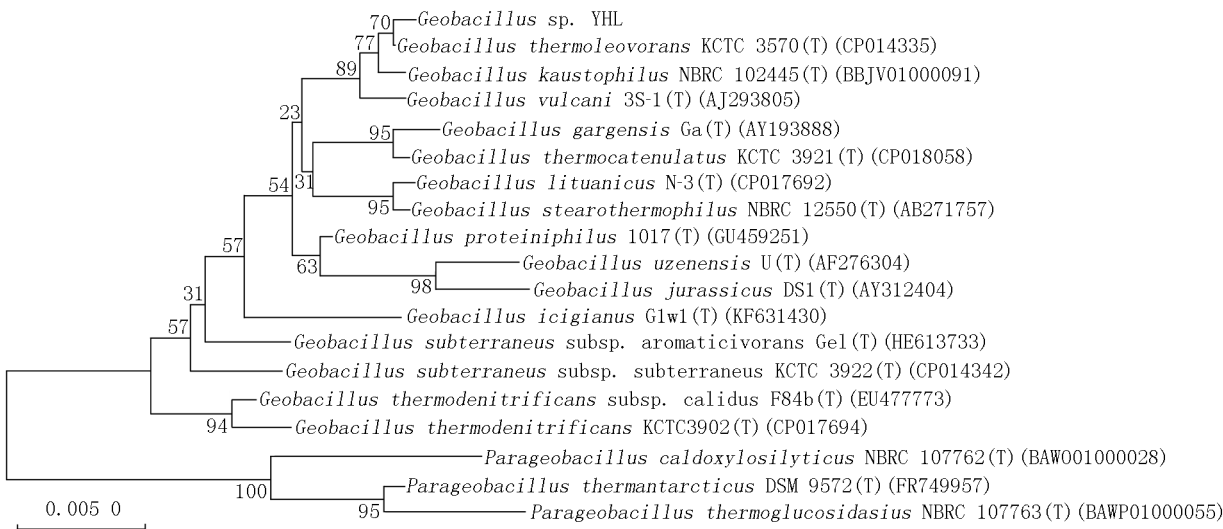 70
Geobacillus sp. YHL
77
Geobacillus thermoleovorans KCTC 3570(T)(CP014335)
89
Geobacillus kaustophilus NBRC 102445(T)(BBJV01000091)
Geobacillus vulcani 3S-1(T)(AJ293805)
23
95
Geobacillus gargensis Ga(T)(AY193888)
Geobacillus thermocatenulatus KCTC 3921(T)(CP018058)
54
31
Geobacillus lituanicus N-3(T)(CP017692)
95
Geobacillus stearothermophilus NBRC 12550(T)(AB271757)
57
Geobacillus proteiniphilus 1017(T)(GU459251)
63
Geobacillus uzenensis U(T)(AF276304)
98
Geobacillus jurassicus DS1(T)(AY312404)
31
Geobacillus icigianus G1w1(T)(KF631430)
57
Geobacillus subterraneus subsp. aromaticivorans Ge1(T)(HE613733)
Geobacillus subterraneus subsp. subterraneus KCTC 3922(T)(CP014342)
Geobacillus thermodenitrificans subsp. calidus F84b(T)(EU477773)
94
Geobacillus thermodenitrificans KCTC3902(T)(CP017694)
Parageobacillus caldoxylosilyticus NBRC 107762(T)(BAWO01000028)
100
Parageobacillus thermantarcticus DSM 9572(T)(FR749957)
95
Parageobacillus thermoglucosidasius NBRC 107763(T)(BAWP01000055)
0.005 0